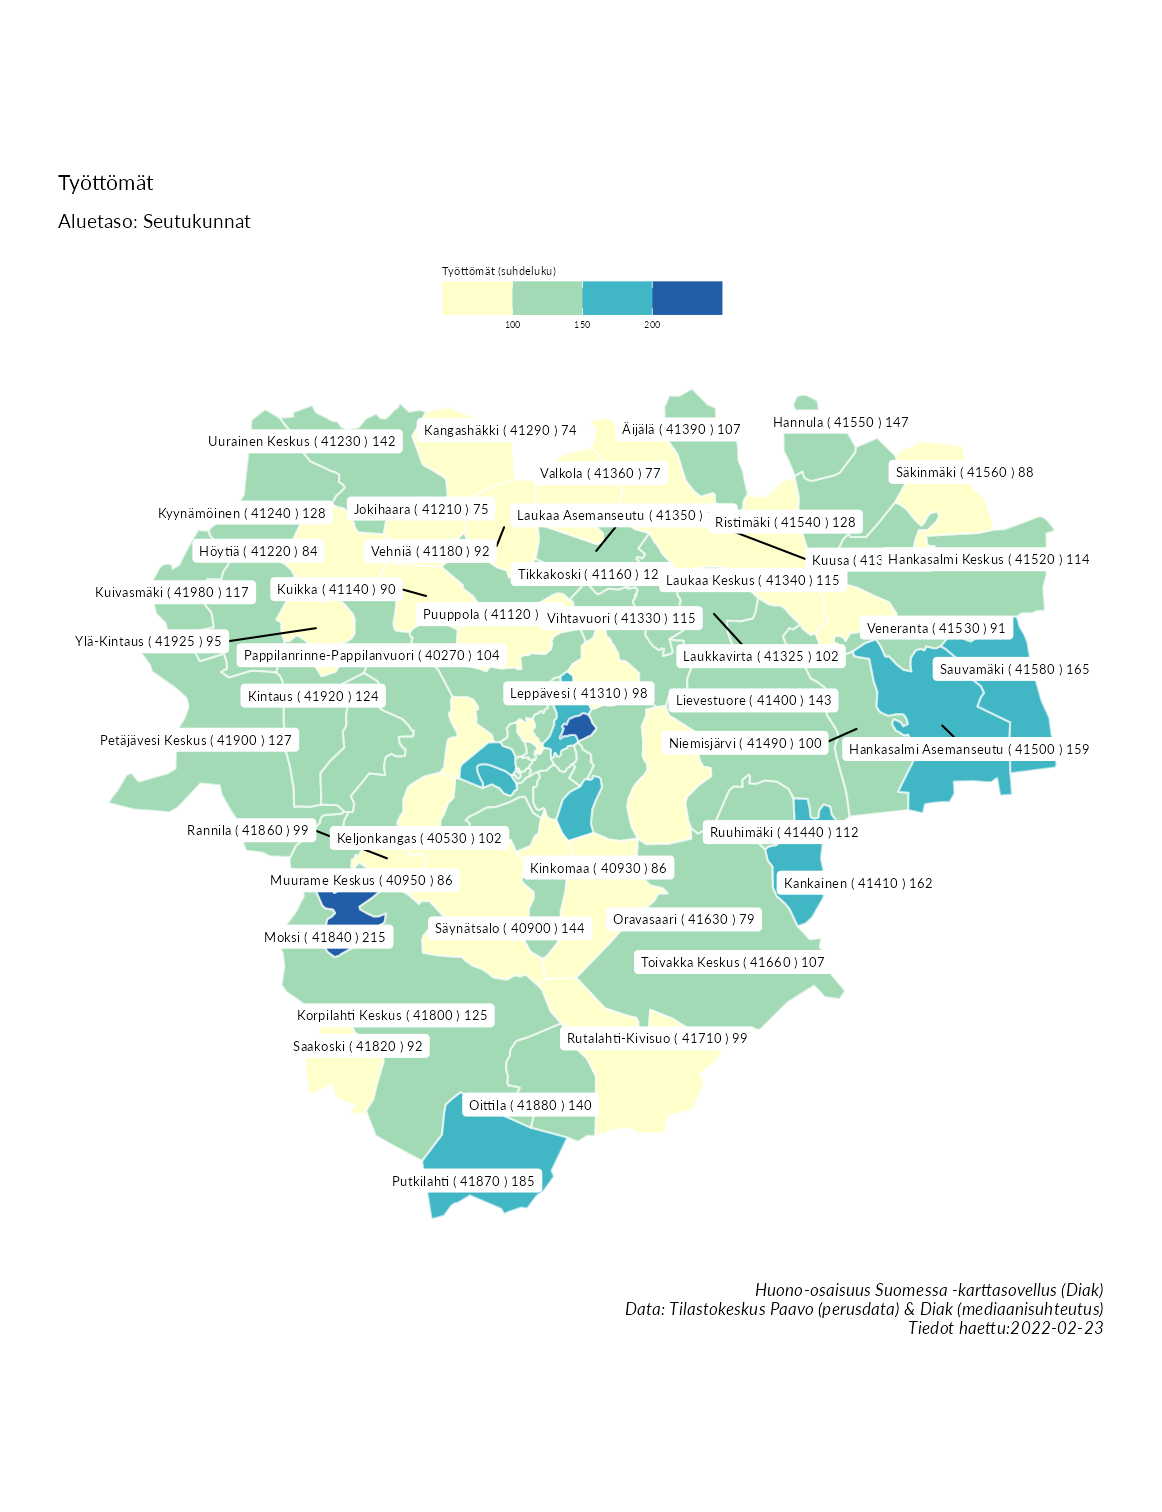 Työttömät
Aluetaso: Seutukunnat
Työttömät (suhdeluku)
100 150 200
Kangashäkki ( 41290 ) 74
Äijälä ( 41390 ) 107
Hannula ( 41550 ) 147
Uurainen Keskus ( 41230 ) 142
Valkola ( 41360 ) 77
Säkinmäki ( 41560 ) 88
Kyynämöinen ( 41240 ) 128
Jokihaara ( 41210 ) 75
Laukaa Asemanseutu ( 41350 )
Ristimäki ( 41540 ) 128
Höytiä ( 41220 ) 84
Vehniä ( 41180 ) 92
Kuusa ( 413
Hankasalmi Keskus ( 41520 ) 114
Tikkakoski ( 41160 ) 12
Laukaa Keskus ( 41340 ) 115
Kuivasmäki ( 41980 ) 117
Kuikka ( 41140 ) 90
Puuppola ( 41120 )
Vihtavuori ( 41330 ) 115
Veneranta ( 41530 ) 91
Ylä-Kintaus ( 41925 ) 95
Pappilanrinne-Pappilanvuori ( 40270 ) 104
Laukkavirta ( 41325 ) 102
Sauvamäki ( 41580 ) 165
Kintaus ( 41920 ) 124
Leppävesi ( 41310 ) 98
Lievestuore ( 41400 ) 143
Petäjävesi Keskus ( 41900 ) 127
Niemisjärvi ( 41490 ) 100
Hankasalmi Asemanseutu ( 41500 ) 159
Rannila ( 41860 ) 99
Keljonkangas ( 40530 ) 102
Ruuhimäki ( 41440 ) 112
Muurame Keskus ( 40950 ) 86
Kinkomaa ( 40930 ) 86
Kankainen ( 41410 ) 162
Moksi ( 41840 ) 215
Säynätsalo ( 40900 ) 144
Oravasaari ( 41630 ) 79
Toivakka Keskus ( 41660 ) 107
Korpilahti Keskus ( 41800 ) 125
Saakoski ( 41820 ) 92
Rutalahti-Kivisuo ( 41710 ) 99
Oittila ( 41880 ) 140
Putkilahti ( 41870 ) 185
Huono-osaisuus Suomessa -karttasovellus (Diak)
Data: Tilastokeskus Paavo (perusdata) & Diak (mediaanisuhteutus)
Tiedot haettu:2022-02-23